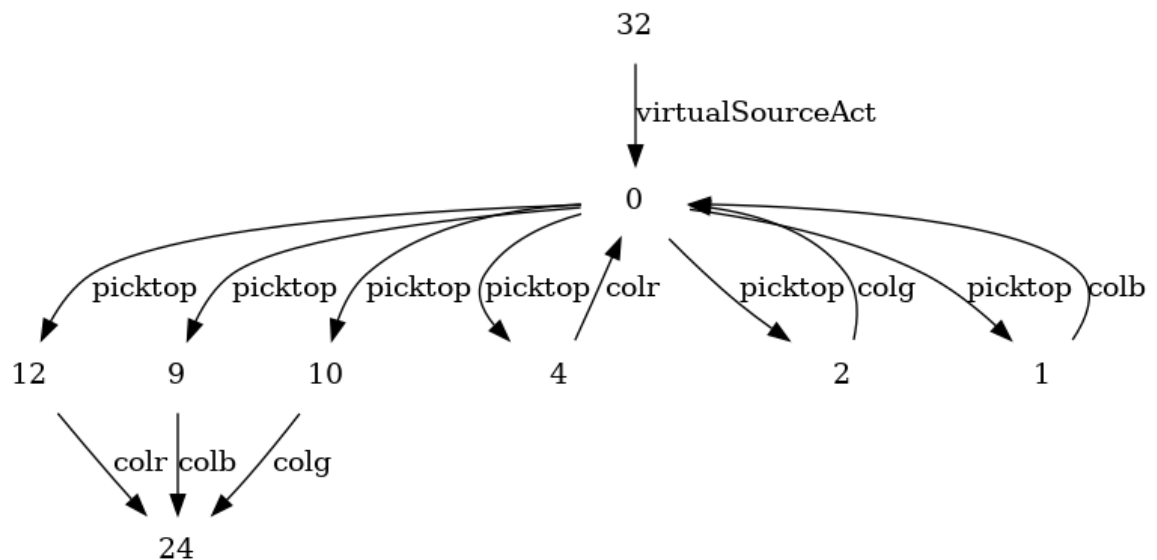 32
virtualSourceAct
0
picktop picktop picktop picktop colr picktop colg picktop colb
12 9 10 4 2 1
colr colb colg
24